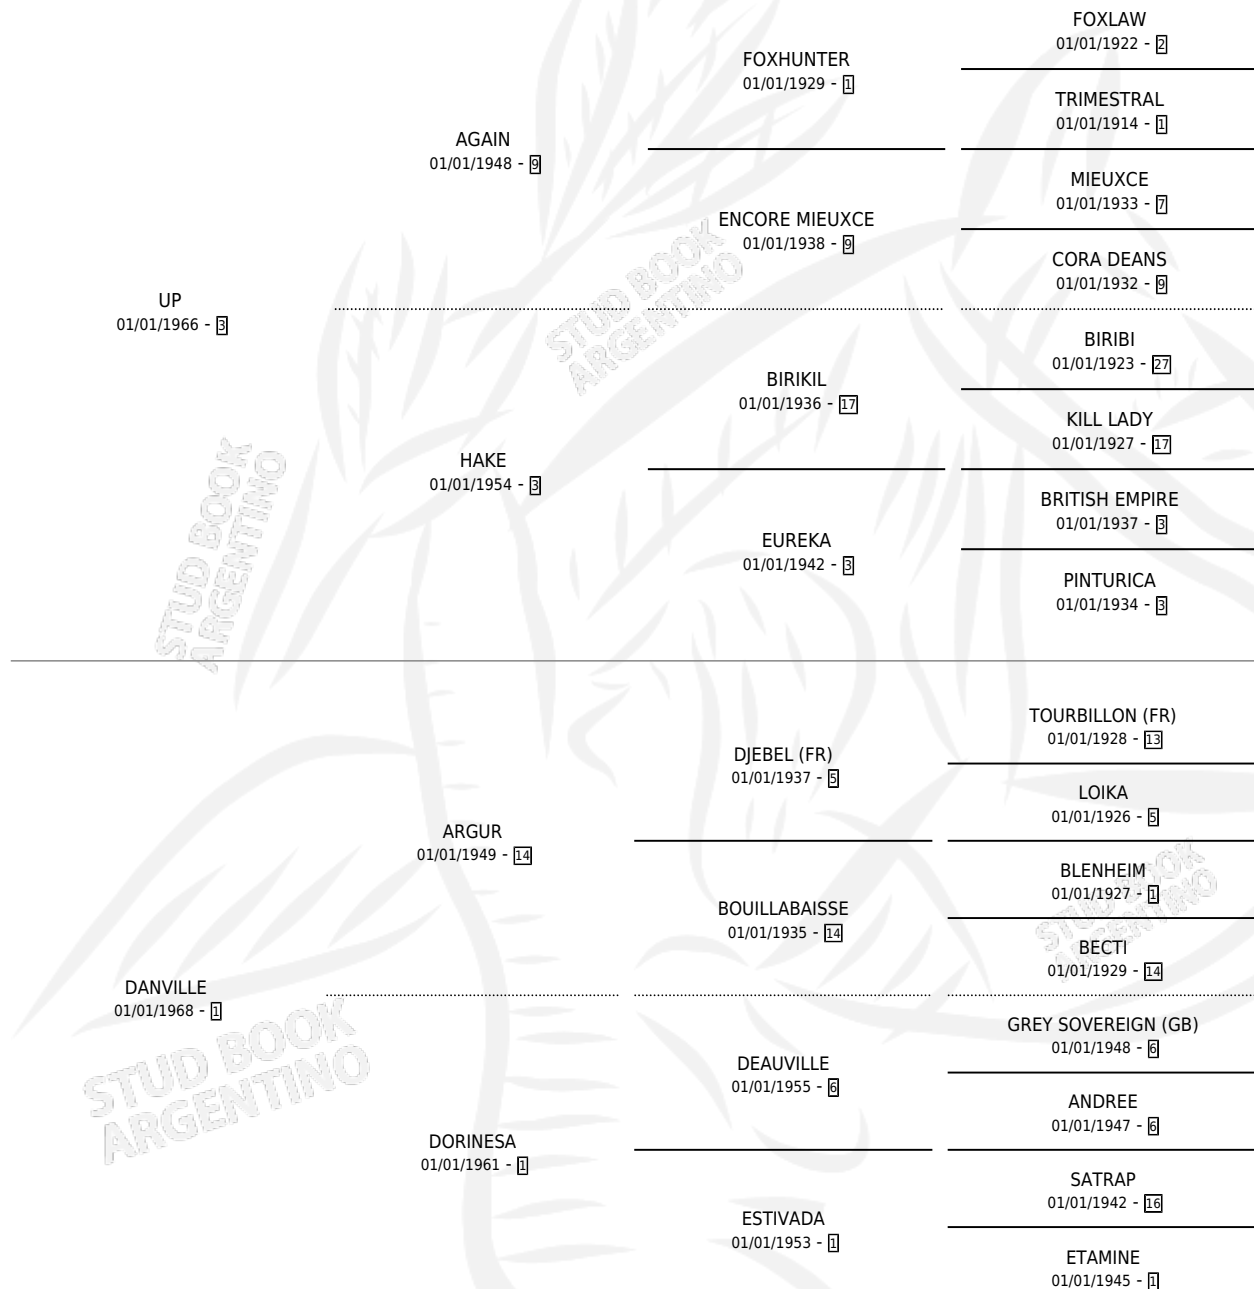 UP
01/01/1966 - 3
AGAIN
01/01/1948 - 9
HAKE
01/01/1954 - 3
FOXHUNTER
01/01/1929 - 1
ENCORE MIEUXCE
01/01/1938 - 9
BIRIKIL
01/01/1936 - 17
EUREKA
01/01/1942 - 3
FOXLAW
01/01/1922 - 2
TRIMESTRAL
01/01/1914 - 1
MIEUXCE
01/01/1933 - 7
CORA DEANS
01/01/1932 - 9
BIRIBI
01/01/1923 - 27
KILL LADY
01/01/1927 - 17
BRITISH EMPIRE
01/01/1937 - 3
PINTURICA
01/01/1934 - 3
DANVILLE
01/01/1968 - 1
ARGUR
01/01/1949 - 14
DORINESA
01/01/1961 - 1
DJEBEL (FR)
01/01/1937 - 5
BOUILLABAISSE
01/01/1935 - 14
DEAUVILLE
01/01/1955 - 6
ESTIVADA
01/01/1953 - 1
TOURBILLON (FR)
01/01/1928 - 13
LOIKA
01/01/1926 - 5
BLENHEIM
01/01/1927 - 1
BECTI
01/01/1929 - 14
GREY SOVEREIGN (GB)
01/01/1948 - 6
ANDREE
01/01/1947 - 6
SATRAP
01/01/1942 - 16
ETAMINE
01/01/1945 - 1
STUD BOOK
ARGENTINO
STUD BOOK
ARGENTINO
STUD BOOK
ARGENTINO
STUD BOOK
ARGENTINO